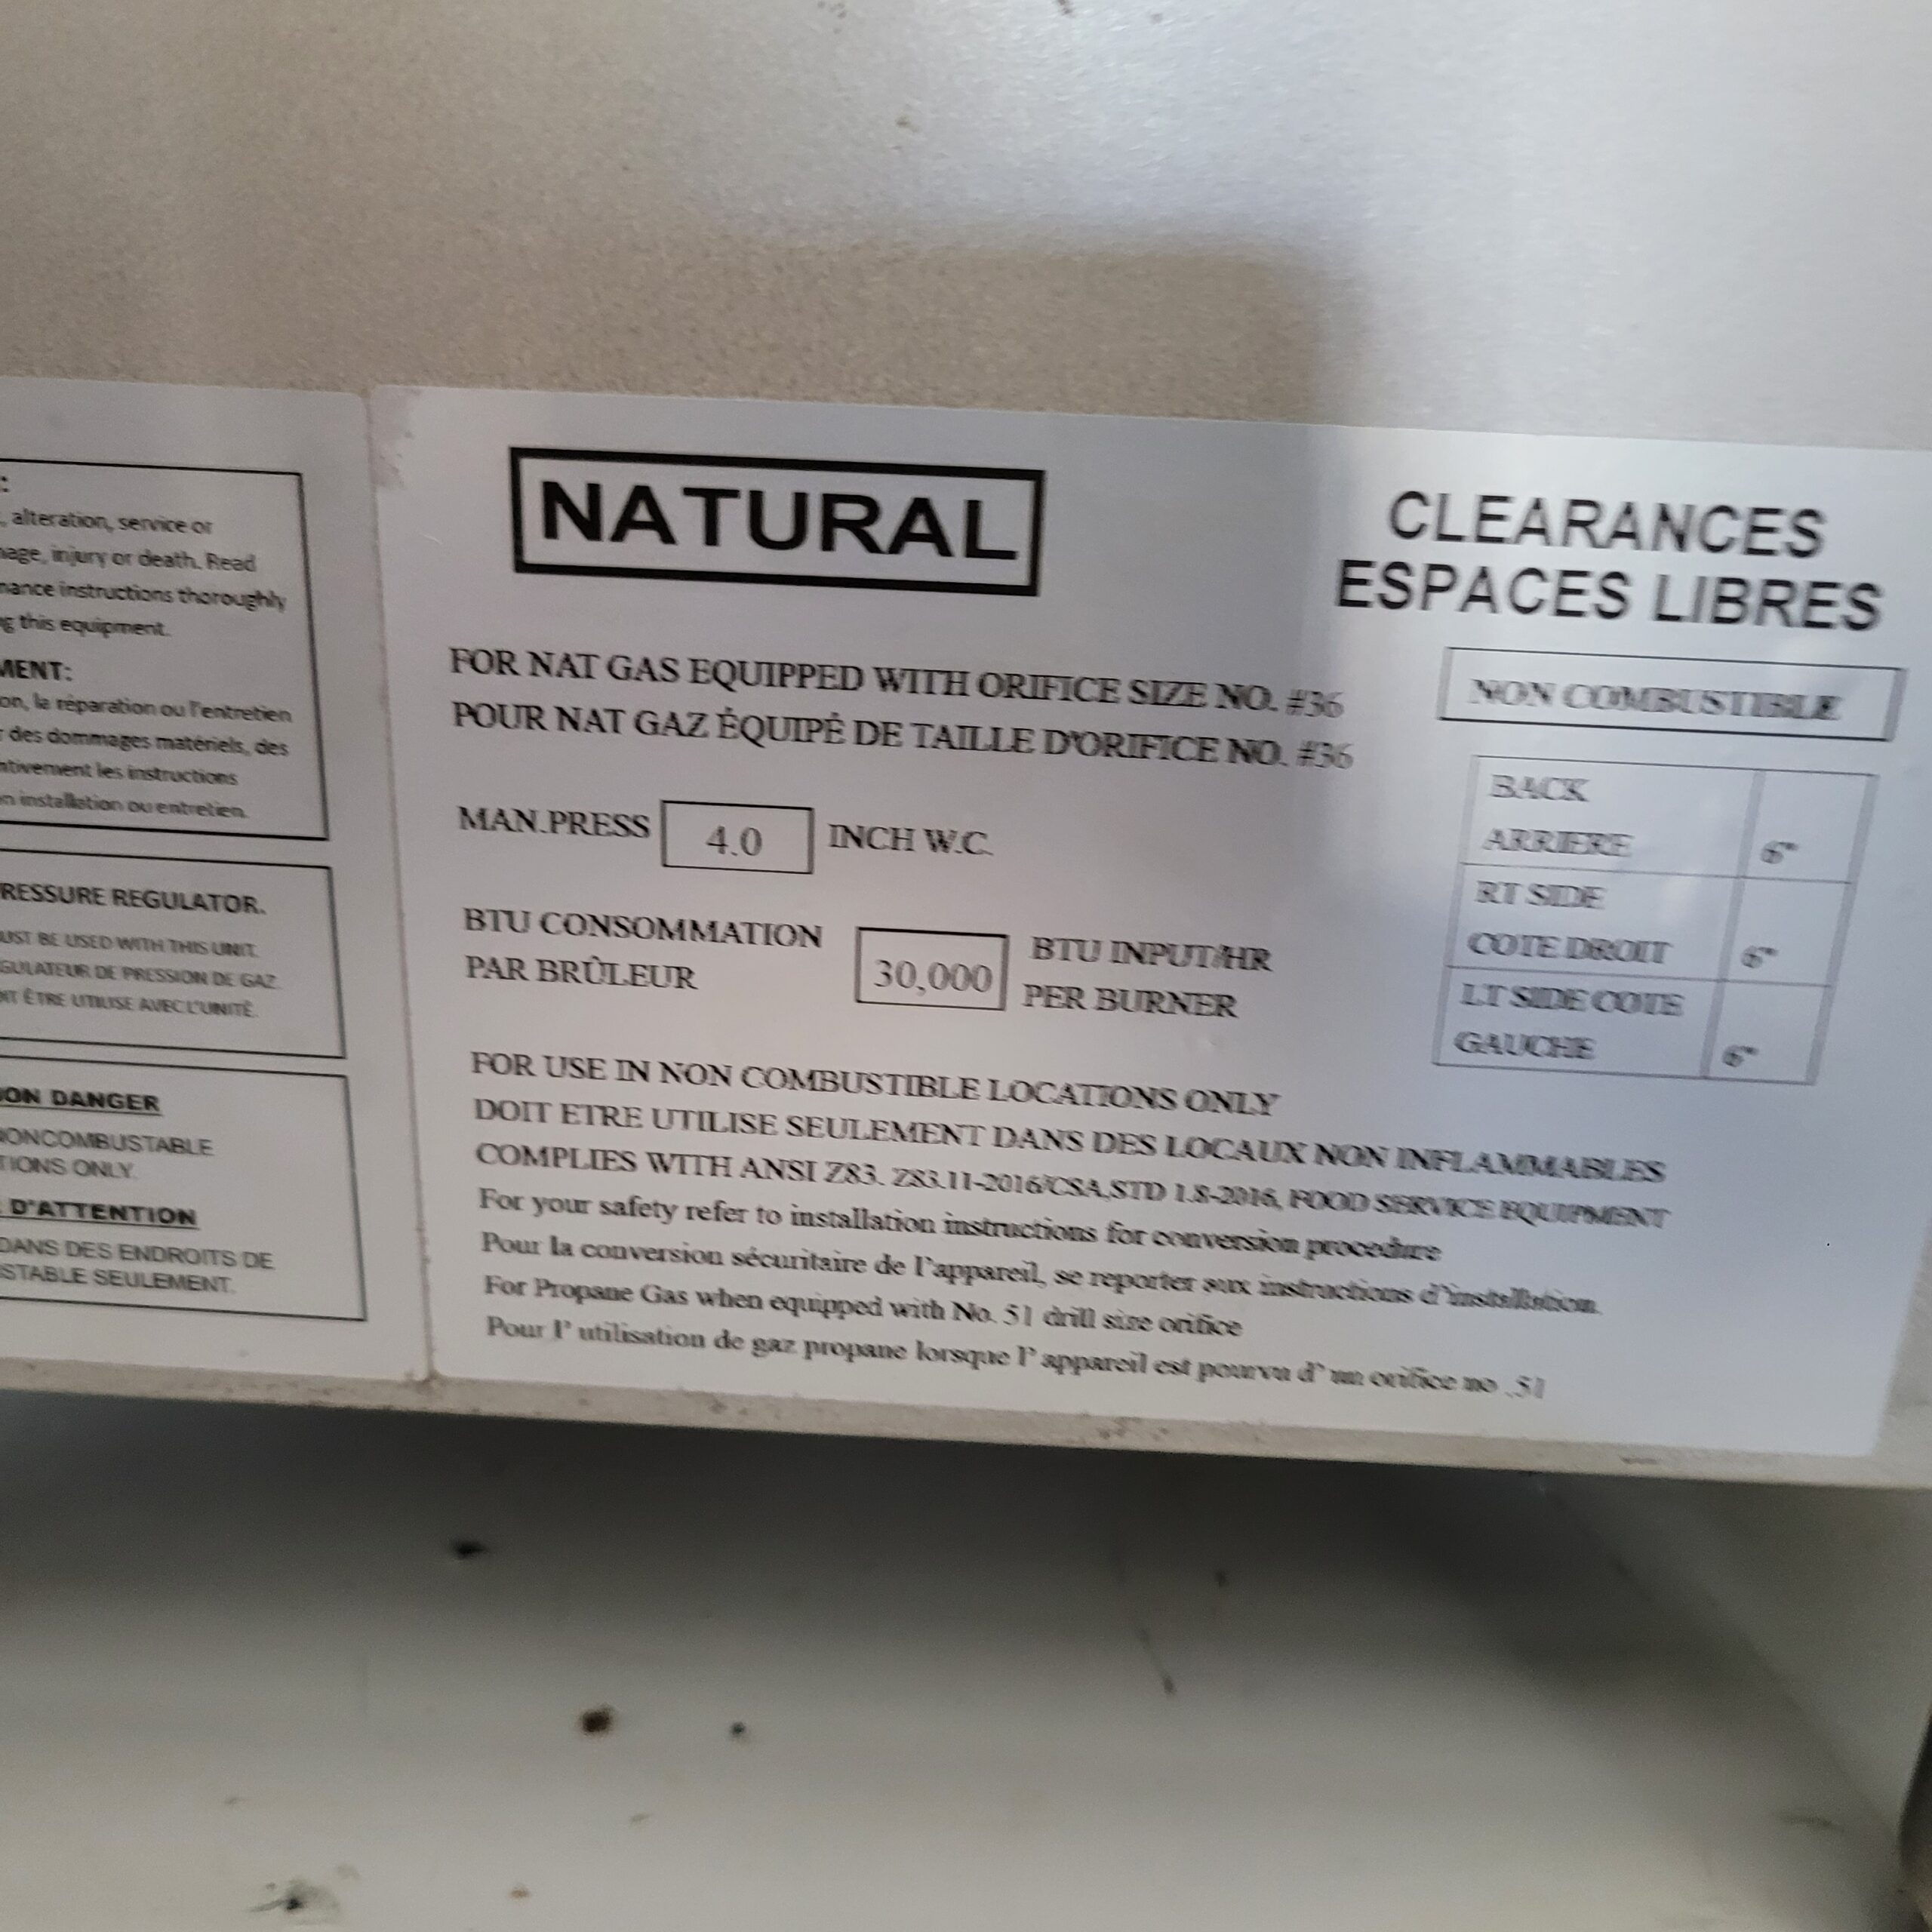 :
, alteration, service or
nage, injury or death. Read
nance instructions thoroughly
g this equipment.
MENT:
on, la réparation ou l'entretien
r des dommages matériels, des
ntivement les instructions
on installation ou entretien.
RESSURE REGULATOR.
UST BE USED WITH THIS UNIT.
GULATEUR DE PRESSION DE GAZ
OIT ÊTRE UTILISE AVEC L'UNITÉ.
ION DANGER
NONCOMBUSTABLE
TIONS ONLY.
D'ATTENTION
DANS DES ENDROITS DE
STABLE SEULEMENT.
NATURAL
FOR NAT GAS EQUIPPED WITH ORIFICE SIZE NO. #36
POUR NAT GAZ ÉQUIPÉ DE TAILLE D'ORIFICE NO. #36
MAN.PRESS 4.0 INCH W.C.
BTU CONSOMMATION
PAR BRÛLEUR
30,000
BTU INPUT/HR
PER BURNER
FOR USE IN NON COMBUSTIBLE LOCATIONS ONLY
DOIT ETRE UTILISE SEULEMENT DANS DES LOCAUX NON INFLAMMABLES
COMPLIES WITH ANSI Z83. Z83.11-2016/CSA,STD 1.8-2016, FOOD SERVICE EQUIPMENT
For your safety refer to installation instructions for conversion procedure
Pour la conversion sécuritaire de l'appareil, se reporter aux instructions d'installation.
For Propane Gas when equipped with No. 51 drill size orifice
Pour l' utilisation de gaz propane lorsque l' appareil est pourvu d' un orifice no .51
CLEARANCES
ESPACES LIBRES
NON COMBUSTIBLE
BACK
ARRIERE 6"
RT SIDE
COTE DROIT 6"
LT SIDE COTE
GAUCHE 6"